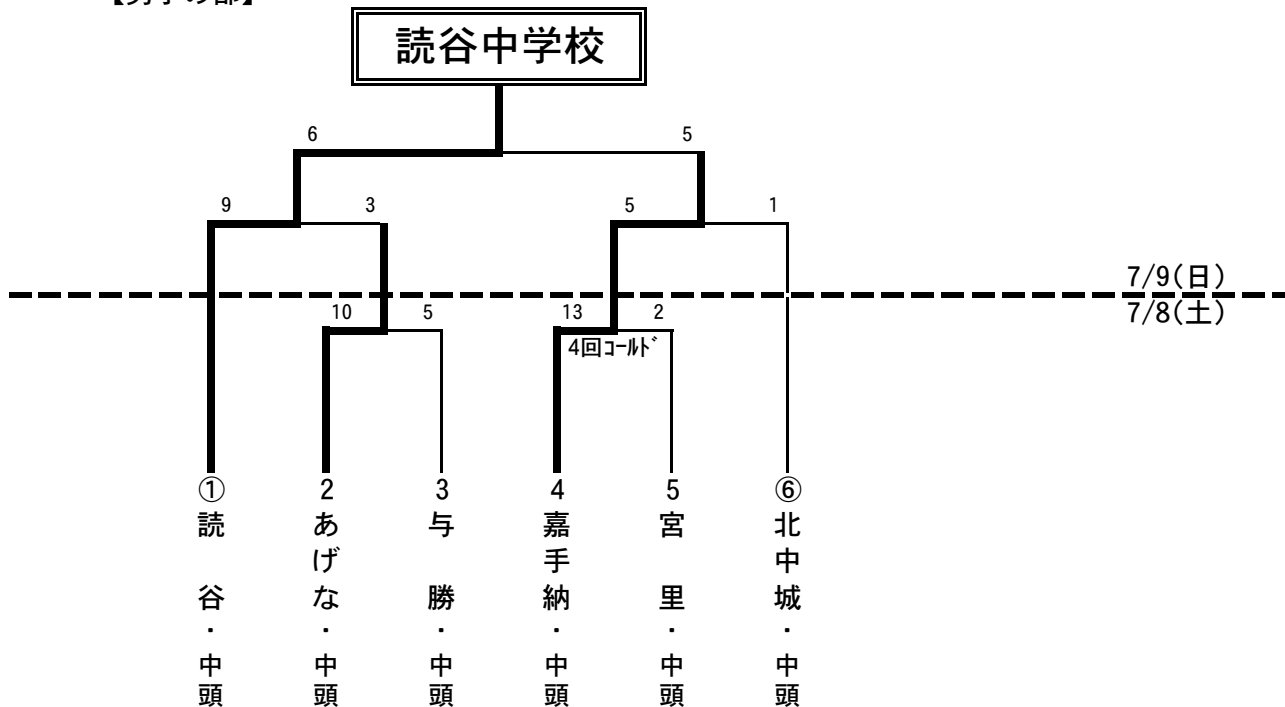 【男子の部】
読谷中学校
6 5
9 3 5 1
7/9(日)
7/8(土)
10 5 13 2
4回ｺｰﾙﾄﾞ
① 2 3 4 5 ⑥
読谷・中頭
あげな・中頭
与勝・中頭
嘉手納・中頭
宮里・中頭
北中城・中頭